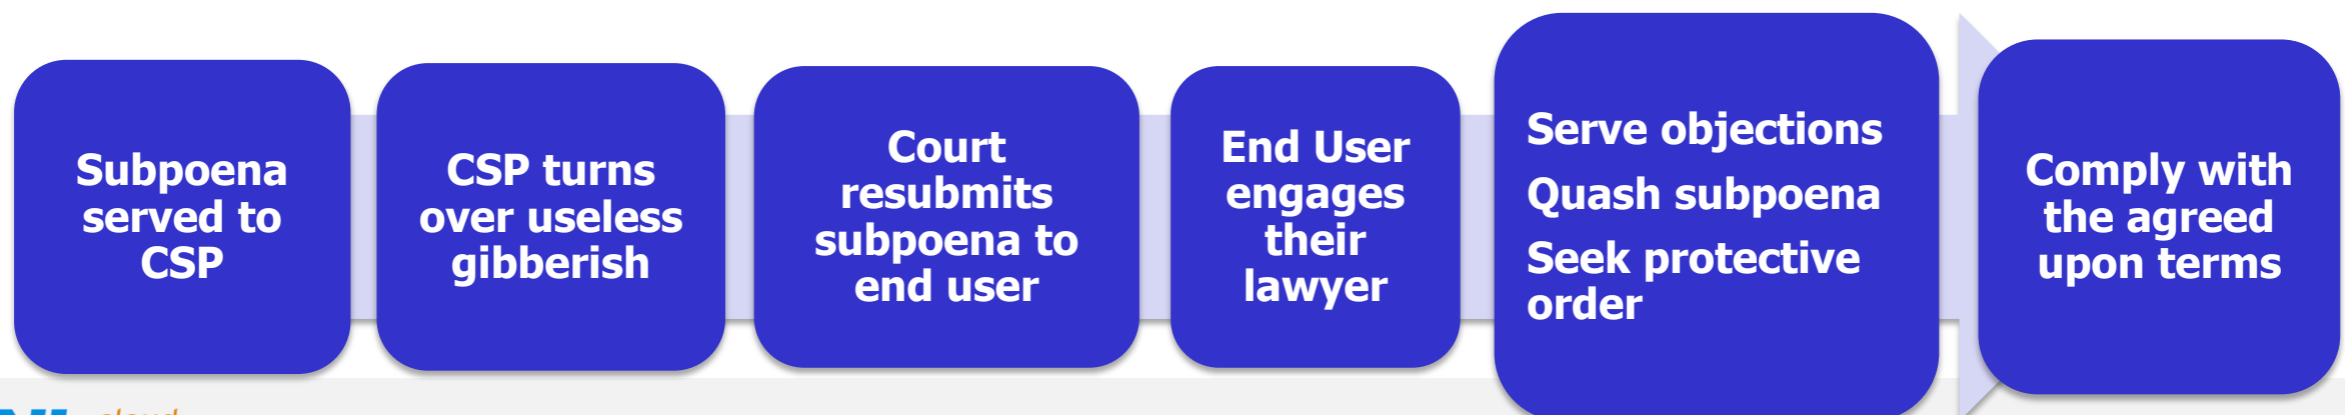 Subpoena
served to
CSP
CSP turns
over useless
gibberish
Court
resubmits
subpoena to
end user
End User
engages
their
lawyer
Serve objections
Quash subpoena
Seek protective
order
Comply with
the agreed
upon terms
cloud